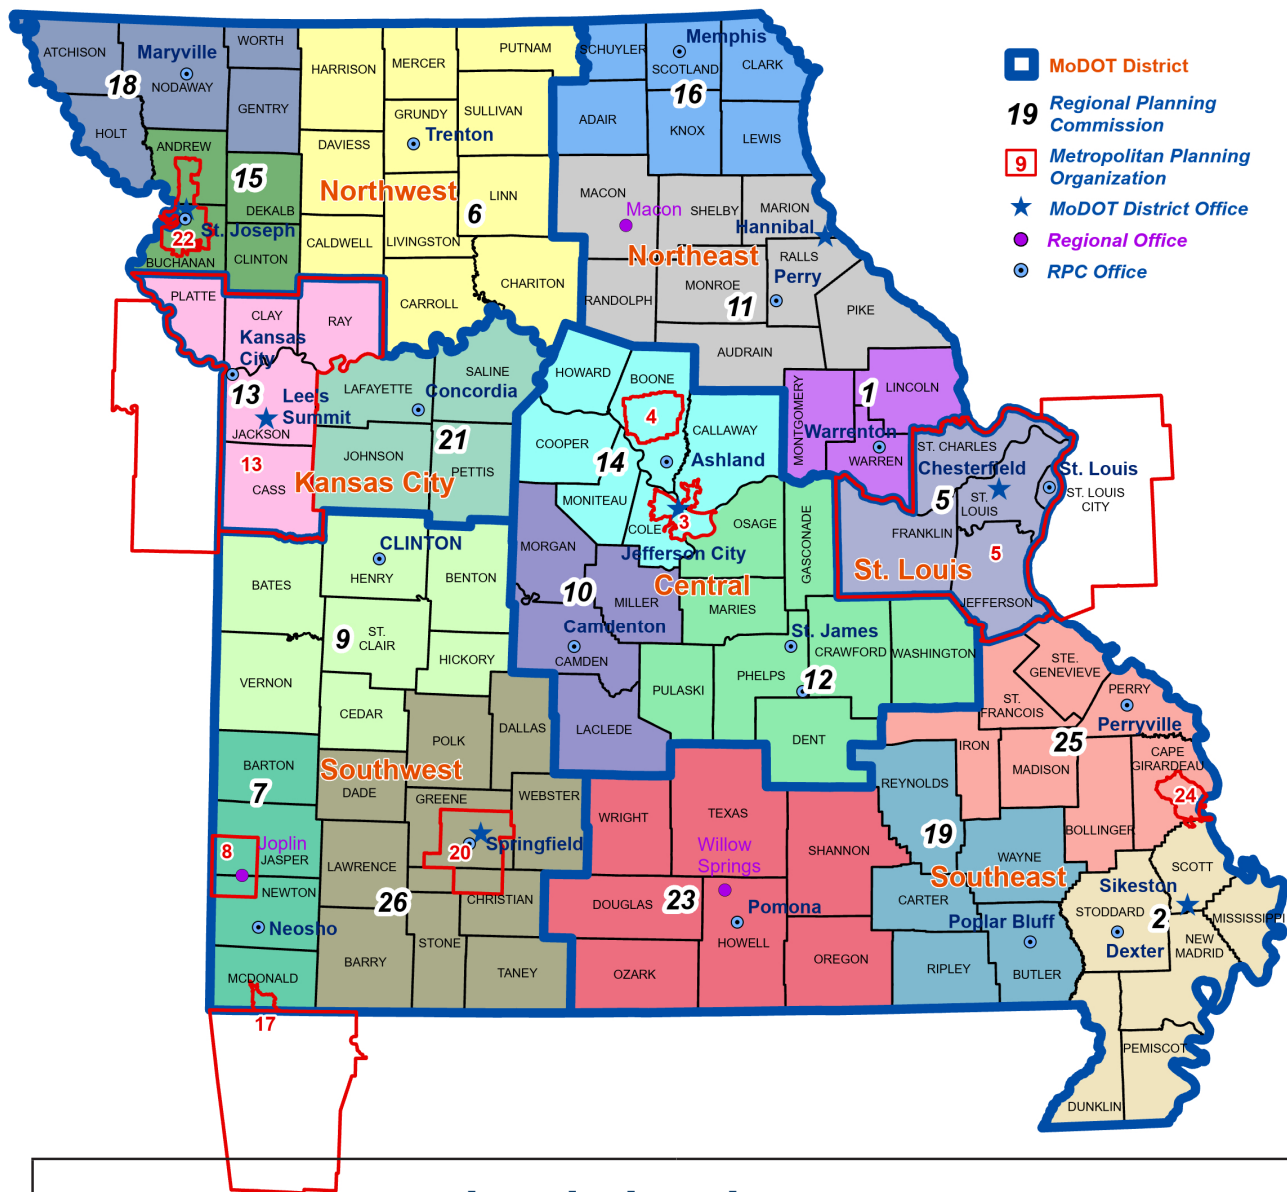 ATCHISON
Maryville
NODAWAY
WORTH
GENTRY
HOLT
18
HARRISON
MERCER
PUTNAM
GRUNDY
SULLIVAN
Trenton
DAVIESS
LINN
Northwest
6
CALDWELL
LIVINGSTON
CARROLL
CHARITON
ANDREW
15
DEKALB
St. Joseph
22
BUCHANAN
CLINTON
SCHUYLER
Memphis
SCOTLAND
CLARK
16
ADAIR
KNOX
LEWIS
MACON
Macon
SHELBY
MARION
Hannibal
Northeast
RALLS
Perry
MONROE
RANDOLPH
11
PIKE
AUDRAIN
MoDOT District
19
Regional Planning
Commission
9
Metropolitan Planning
Organization
MoDOT District Office
Regional Office
RPC Office
PLATTE
CLAY
RAY
Kansas
City
13
Lee's
Summit
JACKSON
13
CASS
LAFAYETTE
SALINE
Concordia
21
JOHNSON
PETTIS
Kansas City
HOWARD
BOONE
4
CALLAWAY
COOPER
14
Ashland
MONITEAU
COLE
3
Jefferson City
OSAGE
GASCONADE
MONTGOMERY
1
LINCOLN
Warrenton
WARREN
ST. CHARLES
Chesterfield
St. Louis
5
ST.
LOUIS
ST. LOUIS
CITY
FRANKLIN
5
St. Louis
JEFFERSON
CLINTON
BATES
HENRY
BENTON
9
ST.
CLAIR
HICKORY
VERNON
CEDAR
MORGAN
10
MILLER
Camdenton
CAMDEN
LACLEDE
Central
MARIES
St. James
CRAWFORD
WASHINGTON
PULASKI
PHELPS
12
DENT
STE.
GENEVIEVE
ST.
FRANCOIS
PERRY
Perryville
IRON
25
MADISON
CAPE
GIRARDEAU
24
BOLLINGER
BARTON
7
Joplin
8
JASPER
NEWTON
Neosho
MCDONALD
17
POLK
DALLAS
Southwest
DADE
GREENE
WEBSTER
20
Springfield
LAWRENCE
26
CHRISTIAN
BARRY
STONE
TANEY
WRIGHT
TEXAS
Willow
Springs
SHANNON
DOUGLAS
23
Pomona
HOWELL
OZARK
OREGON
REYNOLDS
19
WAYNE
Southeast
CARTER
Poplar Bluff
RIPLEY
BUTLER
SCOTT
Sikeston
STODDARD
2
MISSISSIPPI
Dexter
NEW
MADRID
PEMISCOT
DUNKLIN